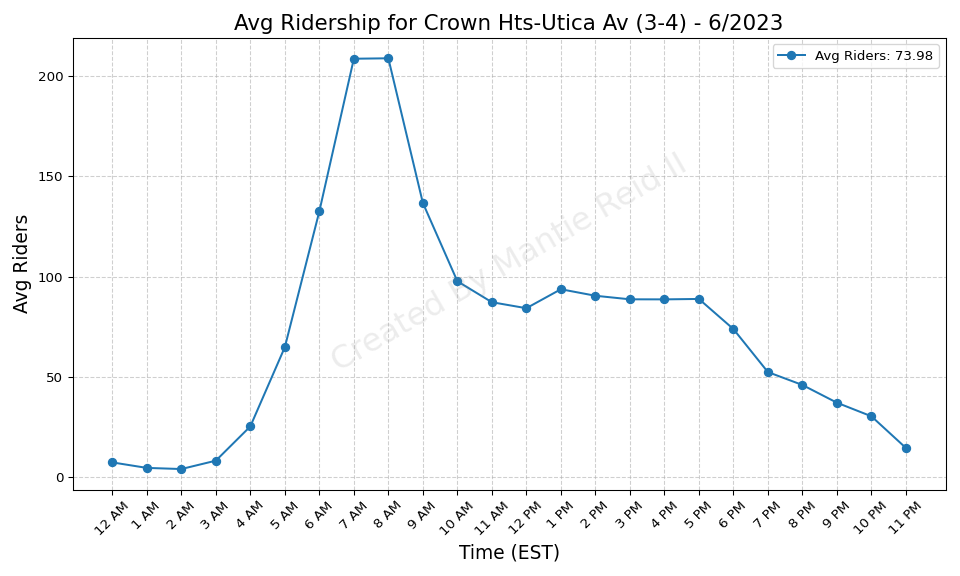 Avg Ridership for Crown Hts-Utica Av (3-4) - 6/2023
Avg Riders: 73.98
200
150
100
50
0
Avg Riders
Created By Mantie Reid II
12 AM
1 AM
2 AM
3 AM
4 AM
5 AM
6 AM
7 AM
8 AM
9 AM
10 AM
11 AM
12 PM
1 PM
2 PM
3 PM
4 PM
5 PM
6 PM
7 PM
8 PM
9 PM
10 PM
11 PM
Time (EST)